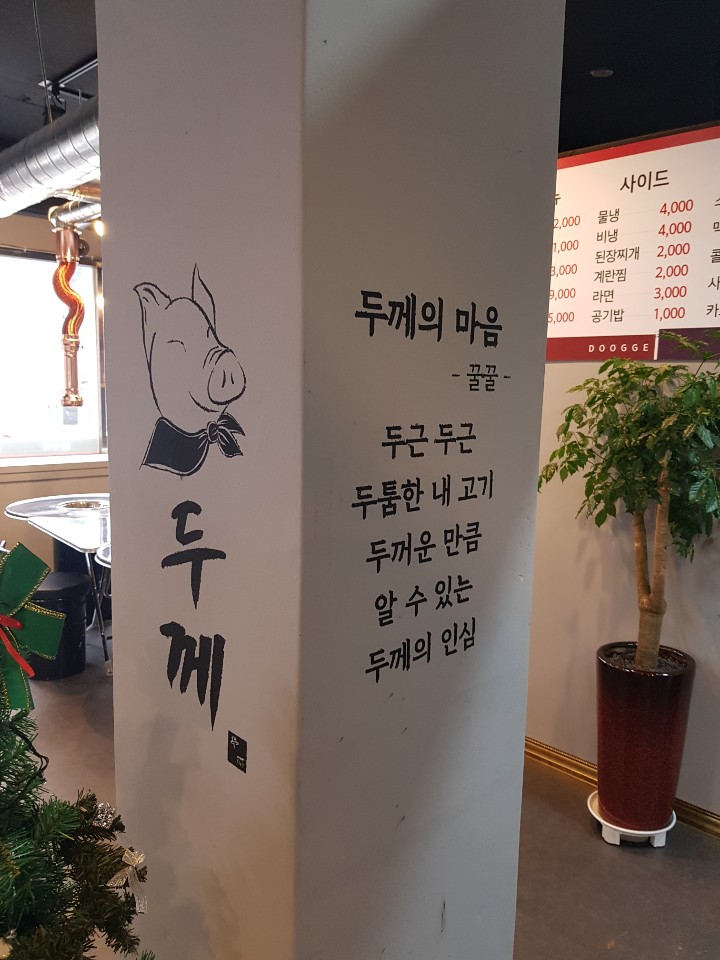 두
께
두께의 마음
- 꿀꿀 -
두근 두근
두툼한 내 고기
두꺼운 만큼
알 수 있는
두께의 인심
사이드
2,000 물냉 4,000
1,000 비냉 4,000
3,000 된장찌개 2,000
9,000 계란찜 2,000
5,000 라면 3,000
공기밥 1,000
DOOGGE